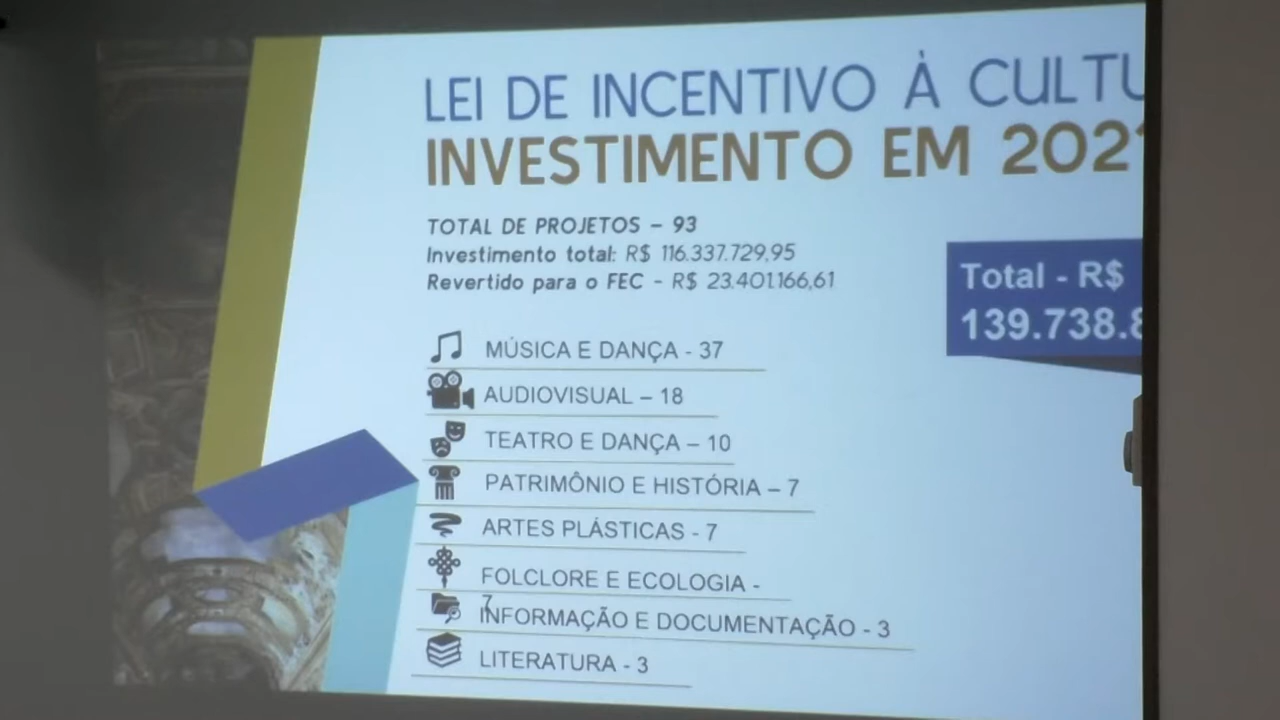 LEI DE INCENTIVO À CULTU
INVESTIMENTO EM 2021
TOTAL DE PROJETOS – 93
Investimento total: R$ 116.337.729,95
Revertido para o FEC - R$ 23.401.166,61
Total - R$
139.738.8
MÚSICA E DANÇA - 37
AUDIOVISUAL – 18
TEATRO E DANÇA – 10
PATRIMÔNIO E HISTÓRIA – 7
ARTES PLÁSTICAS - 7
FOLCLORE E ECOLOGIA -
7
INFORMAÇÃO E DOCUMENTAÇÃO - 3
LITERATURA - 3